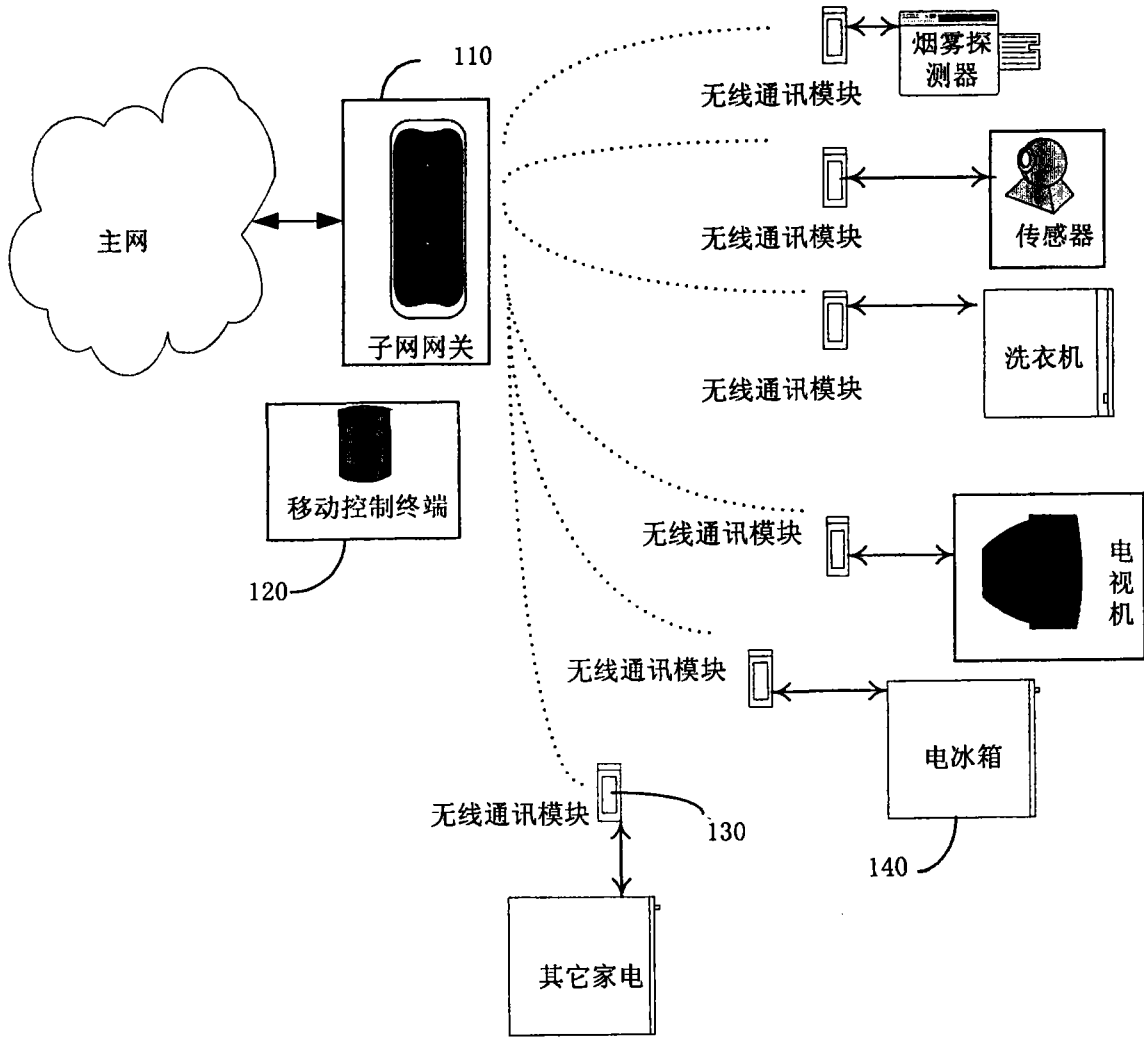 110
烟雾探
测器
无线通讯模块
无线通讯模块
传感器
主网
子网网关
无线通讯模块
洗衣机
移动控制终端
120
无线通讯模块
电
视
机
无线通讯模块
电冰箱
140
无线通讯模块
130
其它家电